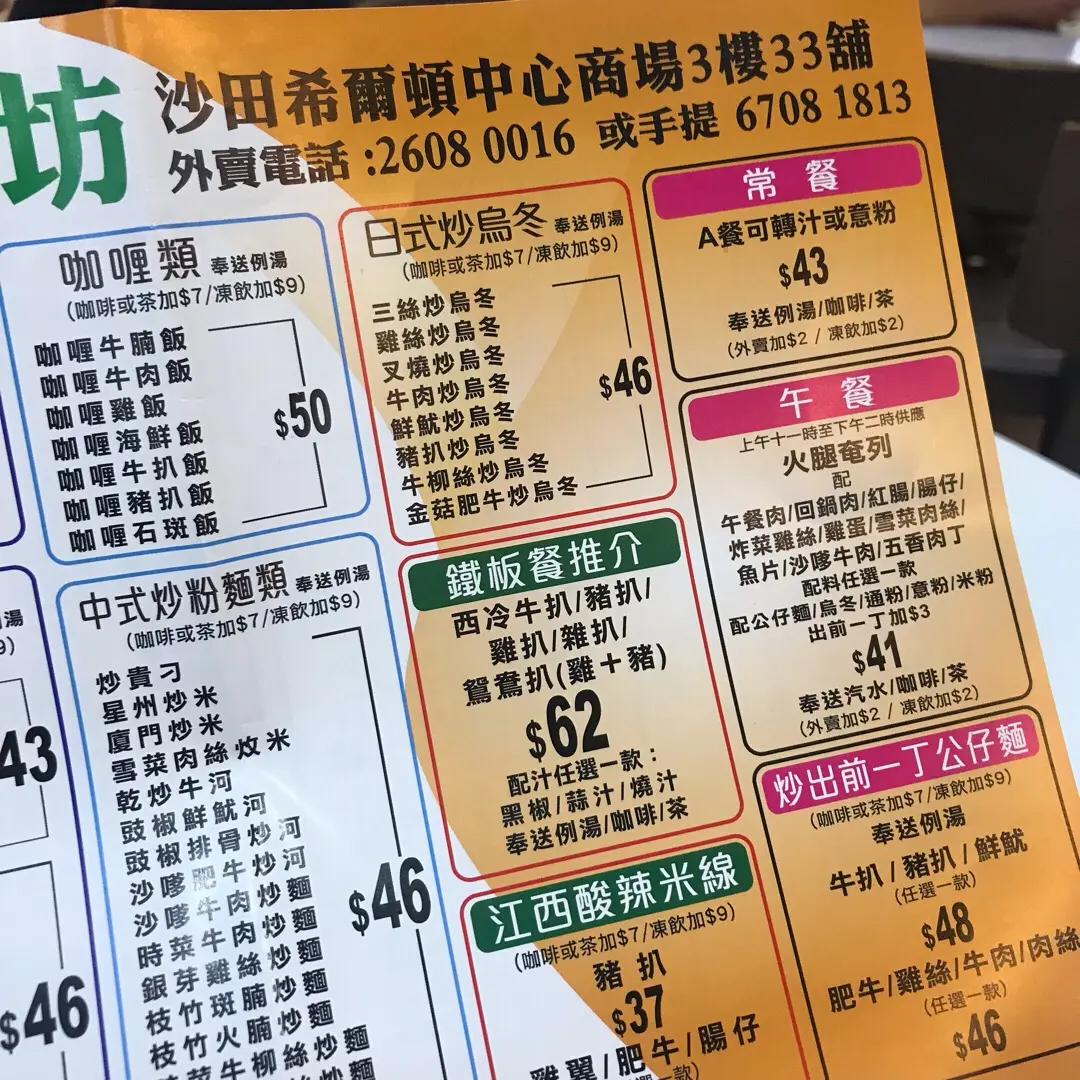 坊
沙田希爾頓中心商場3樓33舖
外賣電話:2608 0016 或手提 6708 1813
咖喱類 奉送例湯
(咖啡或茶加$7/凍飲加$9)
咖喱牛腩飯
咖喱牛肉飯
咖喱雞飯
咖喱海鮮飯
咖喱牛扒飯
咖喱豬扒飯
咖喱石斑飯
$50
日式炒烏冬 奉送例湯
(咖啡或茶加$7/凍飲加$9)
三絲炒烏冬
雞絲炒烏冬
叉燒炒烏冬
牛肉炒烏冬
鮮魷炒烏冬
豬扒炒烏冬
牛柳絲炒烏冬
金菇肥牛炒烏冬
$46
常餐
A餐可轉汁或意粉
$43
奉送例湯/咖啡/茶
(外賣加$2 / 凍飲加$2)
午餐
上午十一時至下午二時供應
火腿奄列
配
午餐肉/回鍋肉/紅腸/腸仔/
炸菜雞絲/雞蛋/雪菜肉絲/
魚片/沙嗲牛肉/五香肉丁
配料任選一款
配公仔麵/烏冬/通粉/意粉/米粉
出前一丁加$3
$41
奉送汽水/咖啡/茶
(外賣加$2 / 凍飲加$2)
湯
9)
43
$46
中式炒粉麵類 奉送例湯
(咖啡或茶加$7/凍飲加$9)
炒貴刁
星州炒米
廈門炒米
雪菜肉絲炆米
乾炒牛河
豉椒鮮魷河
豉椒排骨炒河
沙嗲肥牛炒河
沙嗲牛肉炒麵
時菜牛肉炒麵
銀芽雞絲炒麵
枝竹斑腩炒麵
枝竹火腩炒麵
菜牛柳絲炒麵
$46
鐵板餐推介
西冷牛扒/豬扒/
雞扒/雜扒/
鴛鴦扒(雞+豬)
$62
配汁任選一款:
黑椒/蒜汁/燒汁
奉送例湯/咖啡/茶
江西酸辣米線
(咖啡或茶加$7/凍飲加$9)
豬扒
$37
雞翼/肥牛/腸仔
炒出前一丁公仔麵
(咖啡或茶加$7/凍飲加$9)
奉送例湯
牛扒/豬扒/鮮魷
(任選一款)
$48
肥牛/雞絲/牛肉/肉絲
(任選一款)
$46